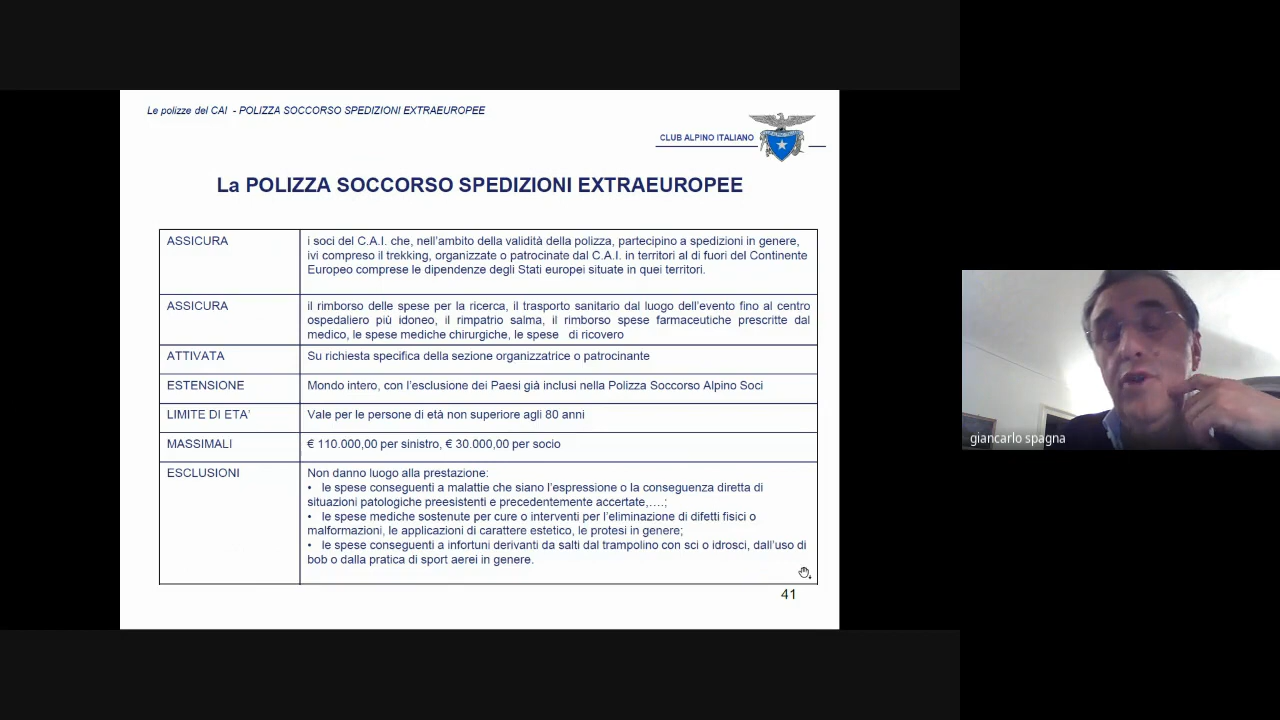 Le polizze del CAI - POLIZZA SOCCORSO SPEDIZIONI EXTRAEUROPEE
CLUB ALPINO ITALIANO
La POLIZZA SOCCORSO SPEDIZIONI EXTRAEUROPEE
ASSICURA
i soci del C.A.I. che, nell'ambito della validità della polizza, partecipino a spedizioni in genere,
ivi compreso il trekking, organizzate o patrocinate dal C.A.I. in territori al di fuori del Continente
Europeo comprese le dipendenze degli Stati europei situate in quei territori.
ASSICURA
il rimborso delle spese per la ricerca, il trasporto sanitario dal luogo dell'evento fino al centro
ospedaliero più idoneo, il rimpatrio salma, il rimborso spese farmaceutiche prescritte dal
medico, le spese mediche chirurgiche, le spese di ricovero
ATTIVATA
Su richiesta specifica della sezione organizzatrice o patrocinante
ESTENSIONE
Mondo intero, con l'esclusione dei Paesi già inclusi nella Polizza Soccorso Alpino Soci
LIMITE DI ETA'
Vale per le persone di età non superiore agli 80 anni
MASSIMALI
€ 110.000,00 per sinistro, € 30.000,00 per socio
ESCLUSIONI
Non danno luogo alla prestazione:
• le spese conseguenti a malattie che siano l'espressione o la conseguenza diretta di
situazioni patologiche preesistenti e precedentemente accertate,....;
• le spese mediche sostenute per cure o interventi per l'eliminazione di difetti fisici o
malformazioni, le applicazioni di carattere estetico, le protesi in genere;
• le spese conseguenti a infortuni derivanti da salti dal trampolino con sci o idrosci, dall'uso di
bob o dalla pratica di sport aerei in genere.
41
giancarlo spagna